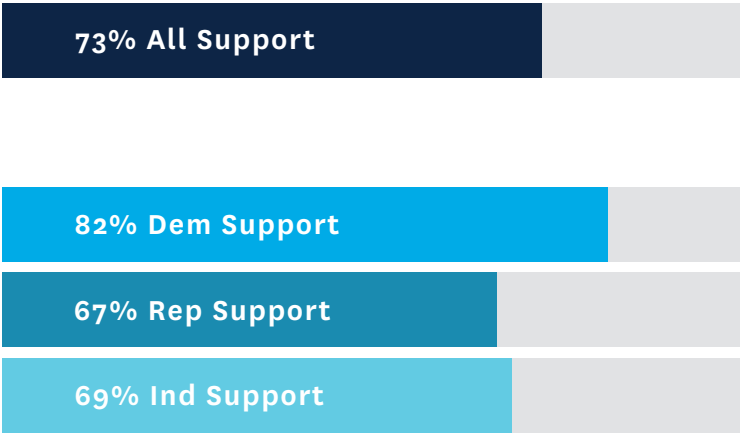 73% All Support
82% Dem Support
67% Rep Support
69% Ind Support